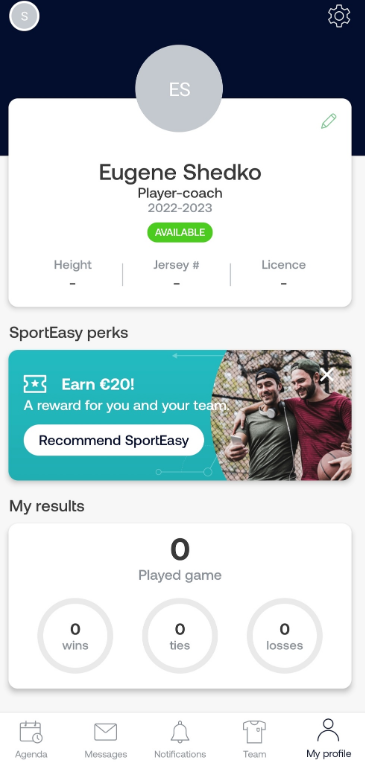 S
ES
Eugene Shedko
Player-coach
2022-2023
AVAILABLE
Height Jersey # Licence
- - -
SportEasy perks
Earn €20!
A reward for you and your team.
Recommend SportEasy
My results
0
Played game
0 0 0
wins ties losses
Agenda Messages Notifications Team My profile